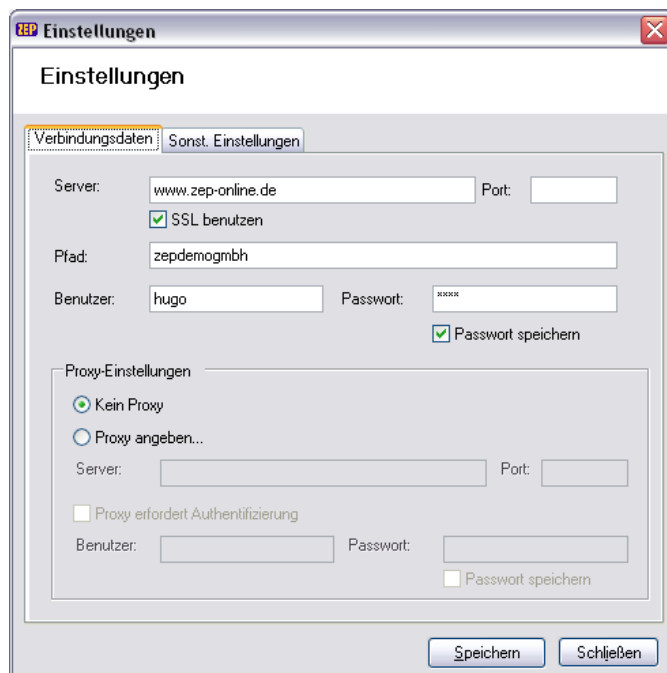 ZEP Einstellungen
Einstellungen
Verbindungsdaten Sonst. Einstellungen
Server: www.zep-online.de Port:
SSL benutzen
Pfad: zepdemogmbh
Benutzer: hugo Passwort: ****
Passwort speichern
Proxy-Einstellungen
Kein Proxy
Proxy angeben...
Server: Port:
Proxy erfordert Authentifizierung
Benutzer: Passwort:
Passwort speichern
Speichern Schließen